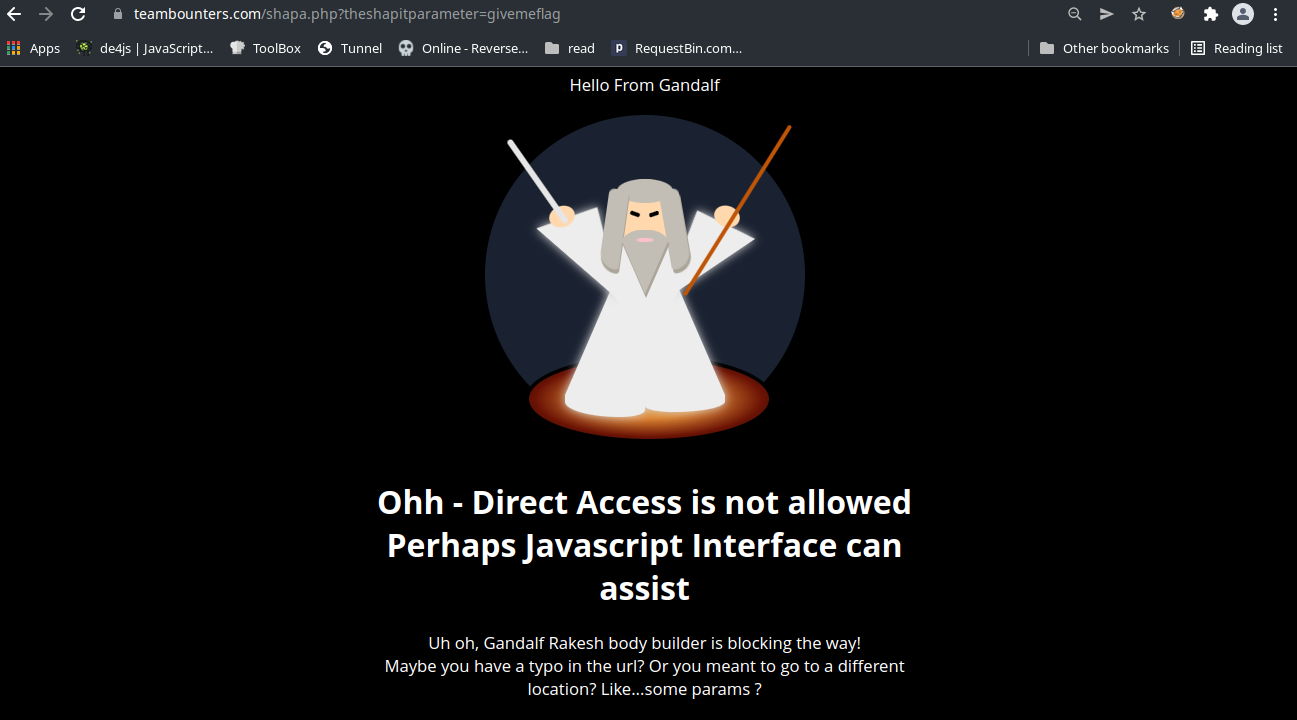 teambounters.com/shapa.php?theshapitparameter=givemeflag
Apps de4js | JavaScript... ToolBox Tunnel Online - Reverse... read p RequestBin.com... Other bookmarks Reading list
Hello From Gandalf
Ohh - Direct Access is not allowed
Perhaps Javascript Interface can
assist
Uh oh, Gandalf Rakesh body builder is blocking the way!
Maybe you have a typo in the url? Or you meant to go to a different
location? Like...some params ?